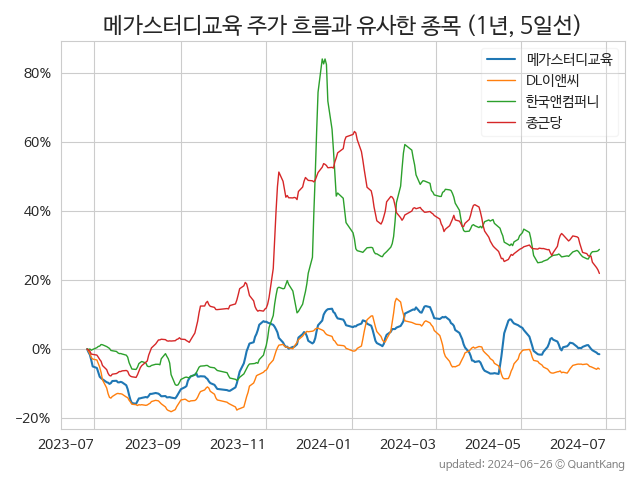 메가스터디교육 주가 흐름과 유사한 종목 (1년, 5일선)
메가스터디교육
DL이앤씨
한국앤컴퍼니
종근당
80%
60%
40%
20%
0%
−20%
2023-07 2023-09 2023-11 2024-01 2024-03 2024-05 2024-07
updated: 2024-06-26 © QuantKang